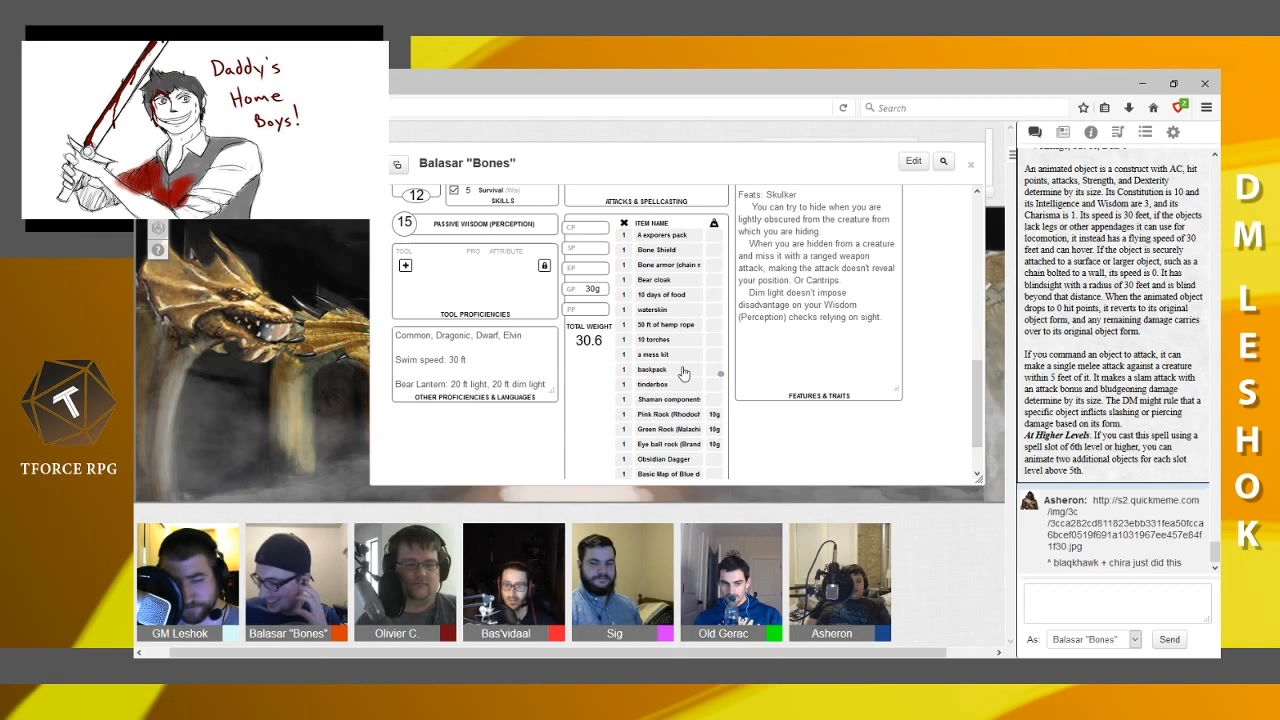 Daddy's
Home
Boys!
Search
2
Balasar "Bones"
Edit
12
5 Survival (Wis)
SKILLS
15
PASSIVE WISDOM (PERCEPTION)
TOOL PRO ATTRIBUTE
TOOL PROFICIENCIES
Common, Dragonic, Dwarf, Elvin
Swim speed: 30 ft
Bear Lantern: 20 ft light, 20 ft dim light
OTHER PROFICIENCIES & LANGUAGES
ATTACKS & SPELLCASTING
CP
SP
EP
GP 30g
PP
TOTAL WEIGHT
30.6
ITEM NAME
1 A exporers pack
1 Bone Shield
1 Bone armor (chain n
1 Bear cloak
1 10 days of food
1 waterskin
1 50 ft of hemp rope
1 10 torches
1 a mess kit
1 backpack
1 tinderbox
1 Shaman component
1 Pink Rock (Rhodoch 10g
1 Green Rock (Malachi 10g
1 Eye ball rock (Brand 10g
1 Obsidian Dagger
1 Basic Map of Blue d
Feats: Skulker
You can try to hide when you are
lightly obscured from the creature from
which you are hiding.
When you are hidden from a creature
and miss it with a ranged weapon
attack, making the attack doesn't reveal
your position. Or Cantrips.
Dim light doesn't impose
disadvantage on your Wisdom
(Perception) checks relying on sight.
FEATURES & TRAITS
An animated object is a construct with AC, hit
points, attacks, Strength, and Dexterity
determine by its size. Its Constitution is 10 and
its Intelligence and Wisdom are 3, and its
Charisma is 1. Its speed is 30 feet, if the objects
lack legs or other appendages it can use for
locomotion, it instead has a flying speed of 30
feet and can hover. If the object is securely
attached to a surface or larger object, such as a
chain bolted to a wall, its speed is 0. It has
blindsight with a radius of 30 feet and is blind
beyond that distance. When the animated object
drops to 0 hit points, it reverts to its original
object form, and any remaining damage carries
over to its original object form.
If you command an object to attack, it can
make a single melee attack against a creature
within 5 feet of it. It makes a slam attack with
an attack bonus and bludgeoning damage
determine by its size. The DM might rule that a
specific object inflicts slashing or piercing
damage based on its form.
At Higher Levels. If you cast this spell using a
spell slot of 6th level or higher, you can
animate two additional objects for each slot
level above 5th.
Asheron: http://s2.quickmeme.com
/img/3c
/3cca282cd811823ebb331fea50fcca
6bcef0519f691a1031967ee457e84f
1f30.jpg
^ blaqkhawk + chira just did this
As: Balasar "Bones" Send
DM LESHOK
T
TFORCE RPG
GM Leshok
Balasar "Bones"
Olivier C.
Bas'vidaal
Sig
Old Gerac
Asheron